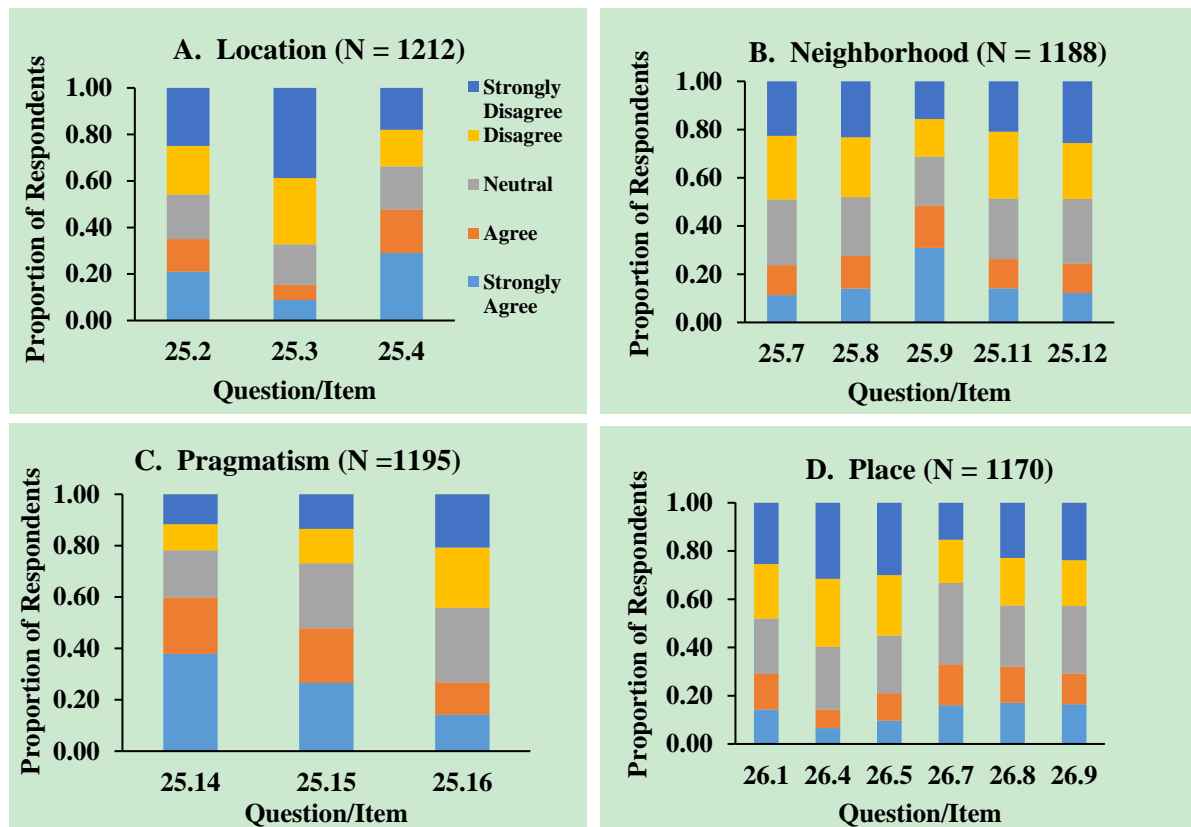 A. Location (N = 1212)
Proportion of Respondents
1.00
0.80
0.60
0.40
0.20
0.00
25.2 25.3 25.4
Question/Item
Strongly
Disagree
Disagree
Neutral
Agree
Strongly
Agree
B. Neighborhood (N = 1188)
Proportion of Respondents
1.00
0.80
0.60
0.40
0.20
0.00
25.7 25.8 25.9 25.11 25.12
Question/Item
C. Pragmatism (N =1195)
Proportion of Respondents
1.00
0.80
0.60
0.40
0.20
0.00
25.14 25.15 25.16
Question/Item
D. Place (N = 1170)
Proportion of Respondents
1.00
0.80
0.60
0.40
0.20
0.00
26.1 26.4 26.5 26.7 26.8 26.9
Question/Item